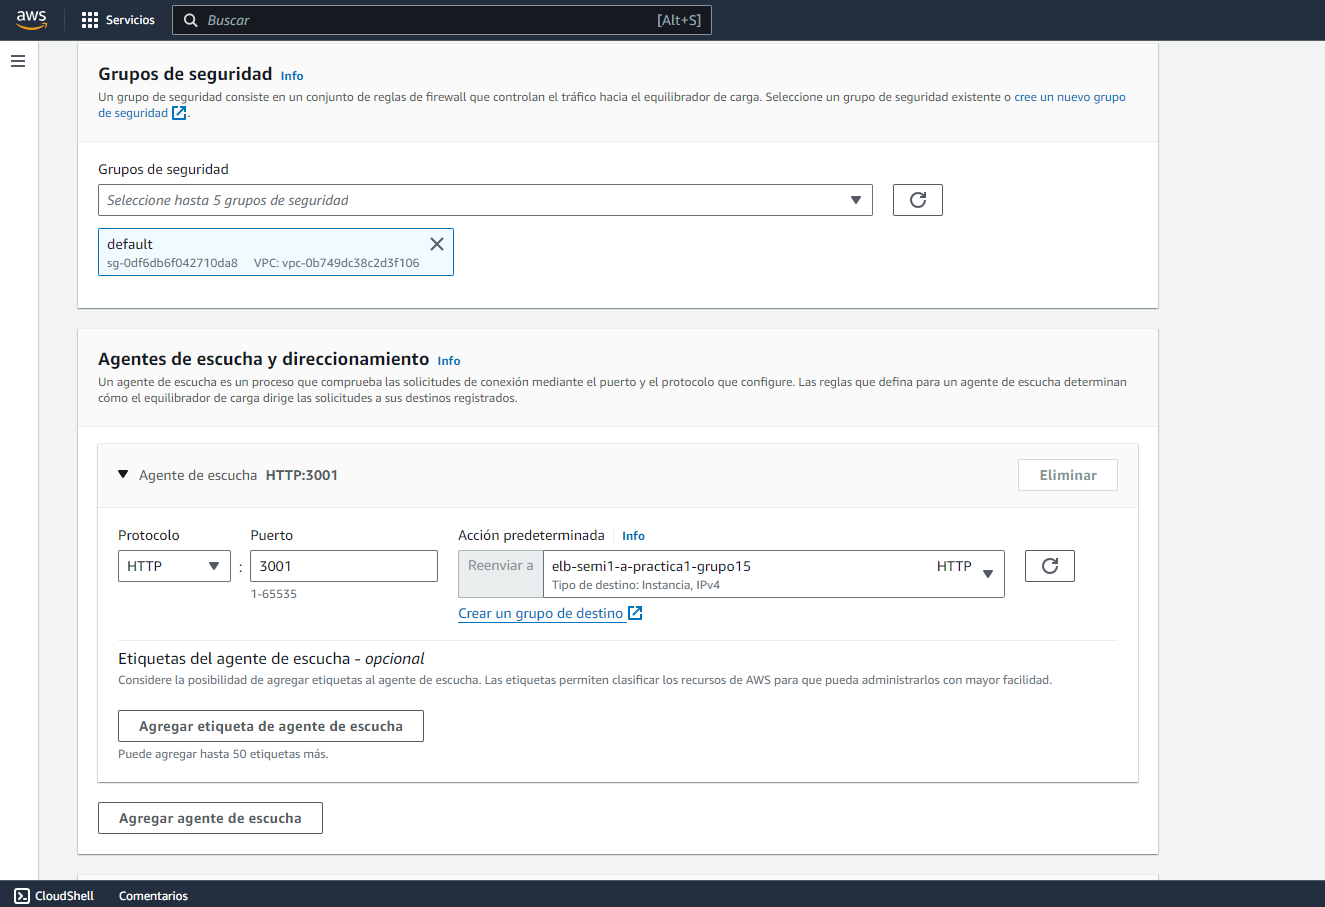 aws
Servicios
Buscar
[Alt+S]
Grupos de seguridad Info
Un grupo de seguridad consiste en un conjunto de reglas de firewall que controlan el tráfico hacia el equilibrador de carga. Seleccione un grupo de seguridad existente o cree un nuevo grupo
de seguridad.
Grupos de seguridad
Seleccione hasta 5 grupos de seguridad
default
sg-0df6db6f042710da8 VPC: vpc-0b749dc38c2d3f106
Agentes de escucha y direccionamiento Info
Un agente de escucha es un proceso que comprueba las solicitudes de conexión mediante el puerto y el protocolo que configure. Las reglas que defina para un agente de escucha determinan
cómo el equilibrador de carga dirige las solicitudes a sus destinos registrados.
Agente de escucha HTTP:3001
Eliminar
Protocolo
Puerto
Acción predeterminada Info
HTTP
:
3001
1-65535
Reenviar a
elb-semi1-a-practica1-grupo15 HTTP
Tipo de destino: Instancia, IPv4
Crear un grupo de destino
Etiquetas del agente de escucha - opcional
Considere la posibilidad de agregar etiquetas al agente de escucha. Las etiquetas permiten clasificar los recursos de AWS para que pueda administrarlos con mayor facilidad.
Agregar etiqueta de agente de escucha
Puede agregar hasta 50 etiquetas más.
Agregar agente de escucha
CloudShell
Comentarios